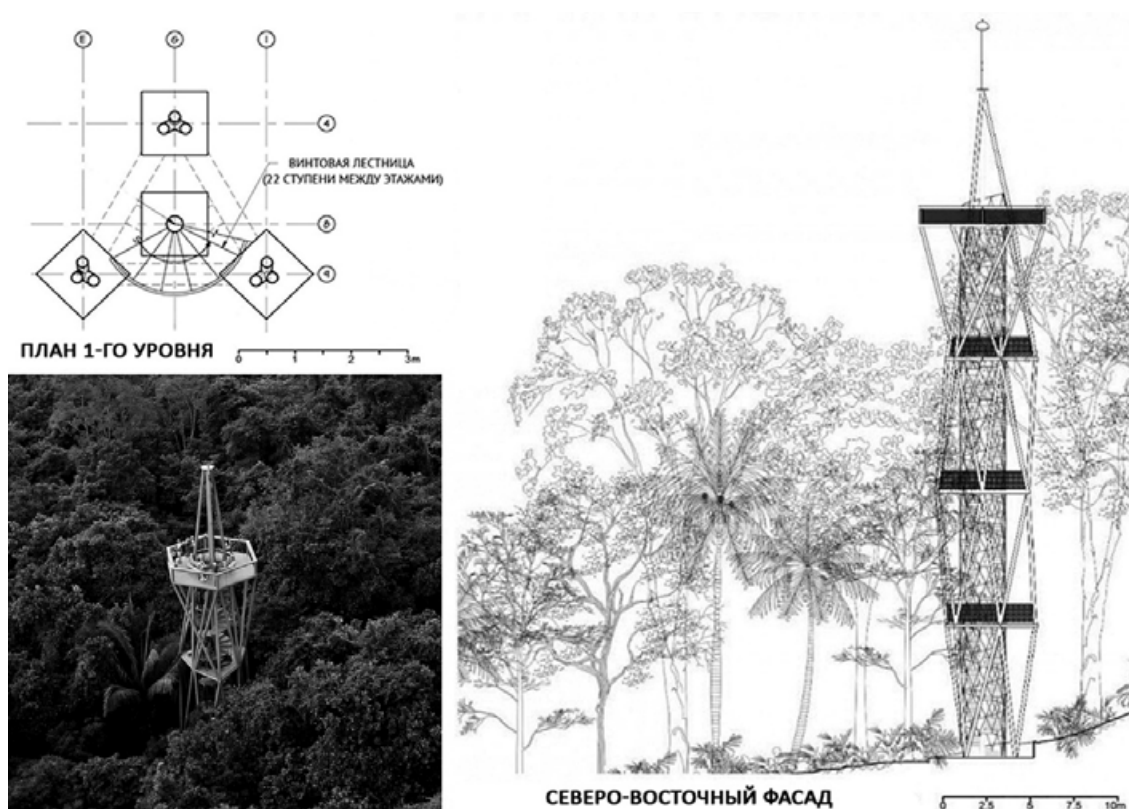 Е
б
1
4
ВИНТОВАЯ ЛЕСТНИЦА
(22 СТУПЕНИ МЕЖДУ ЭТАЖАМИ)
ПЛАН 1-ГО УРОВНЯ
0 1 2 3m
СЕВЕРО-ВОСТОЧНЫЙ ФАСАД
0 2.5 5 7.5 10m